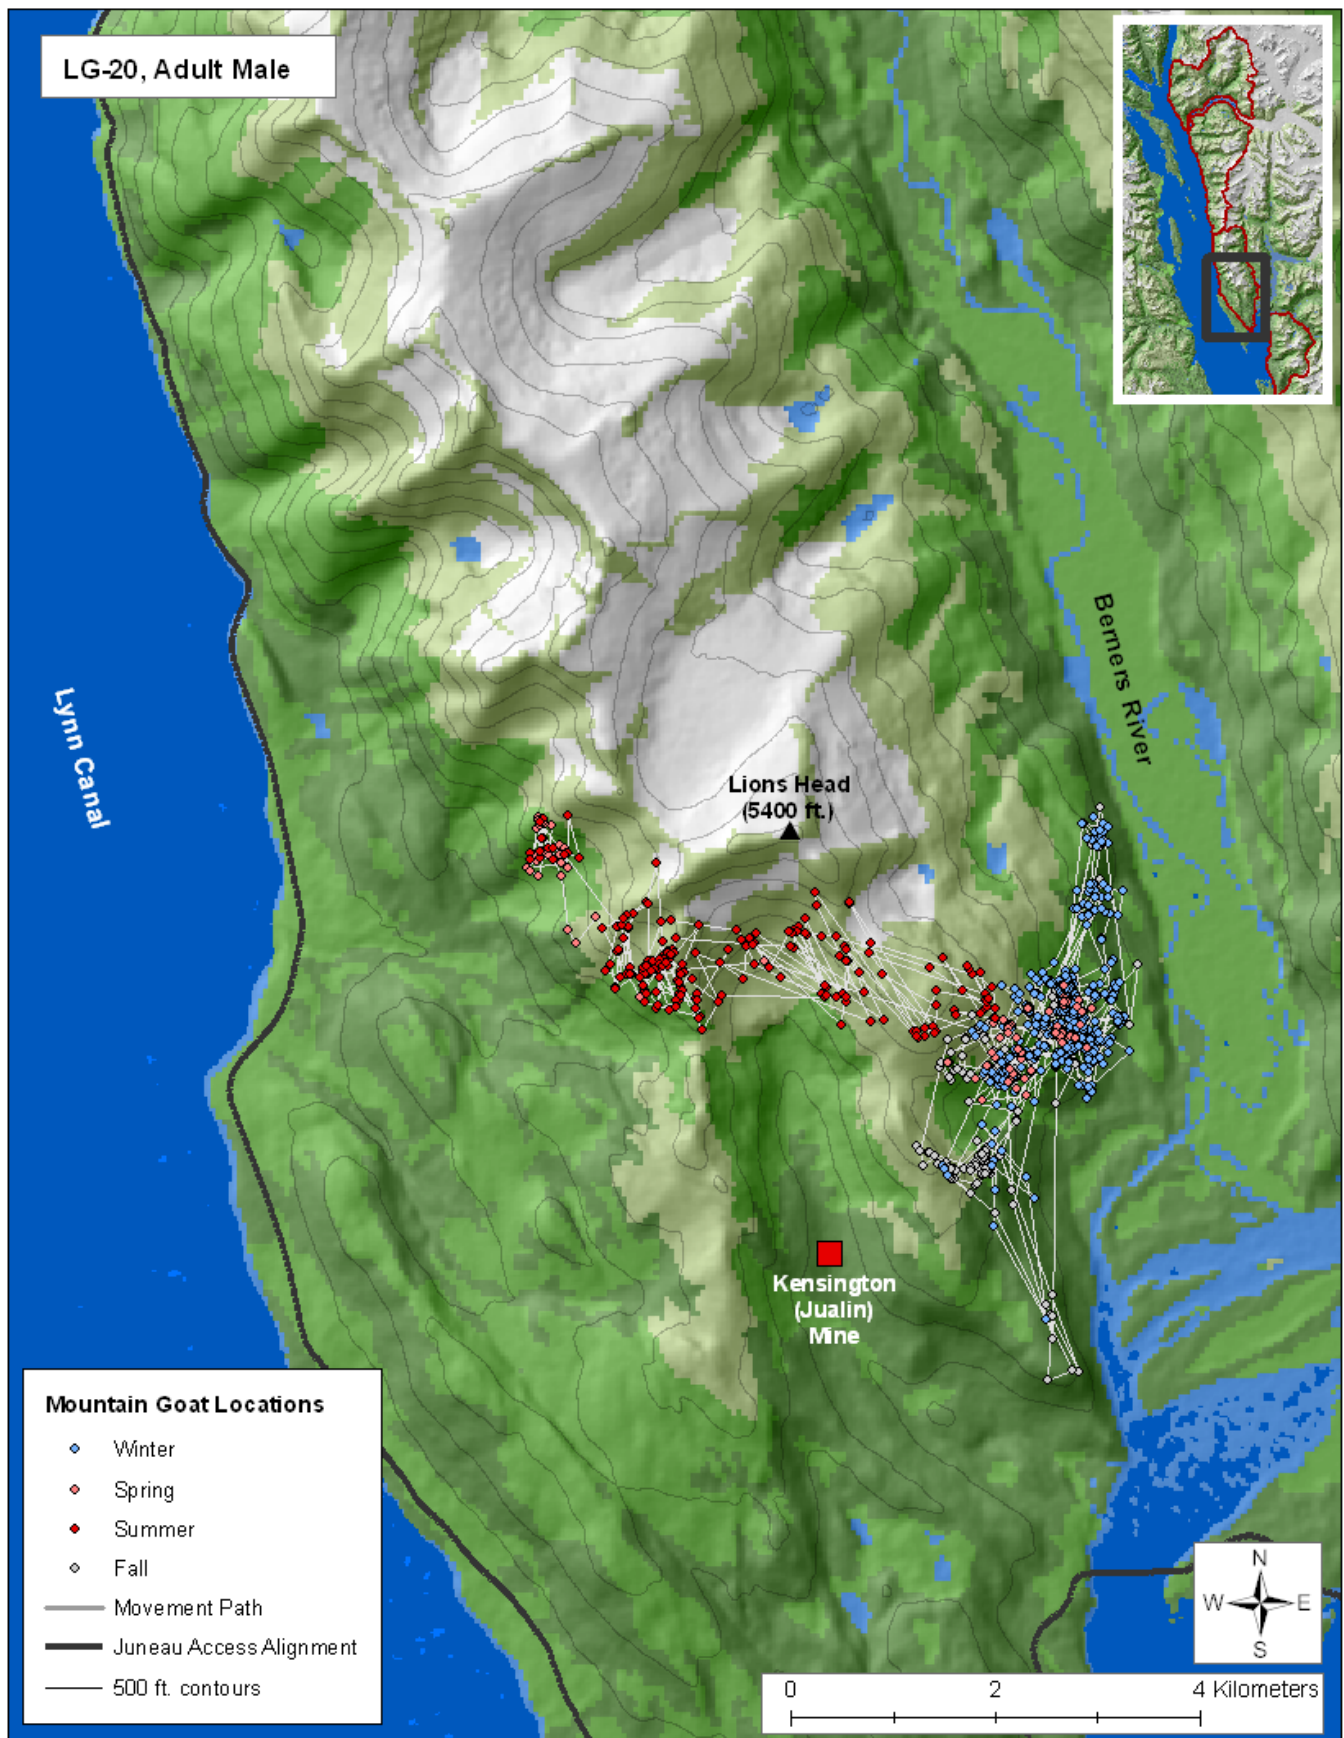 LG-20, Adult Male
Lynn Canal
Berners River
Lions Head
(5400 ft.)
Kensington
(Jualin)
Mine
Mountain Goat Locations
Winter
Spring
Summer
Fall
Movement Path
Juneau Access Alignment
500 ft. contours
N
W E
S
0 2 4 Kilometers